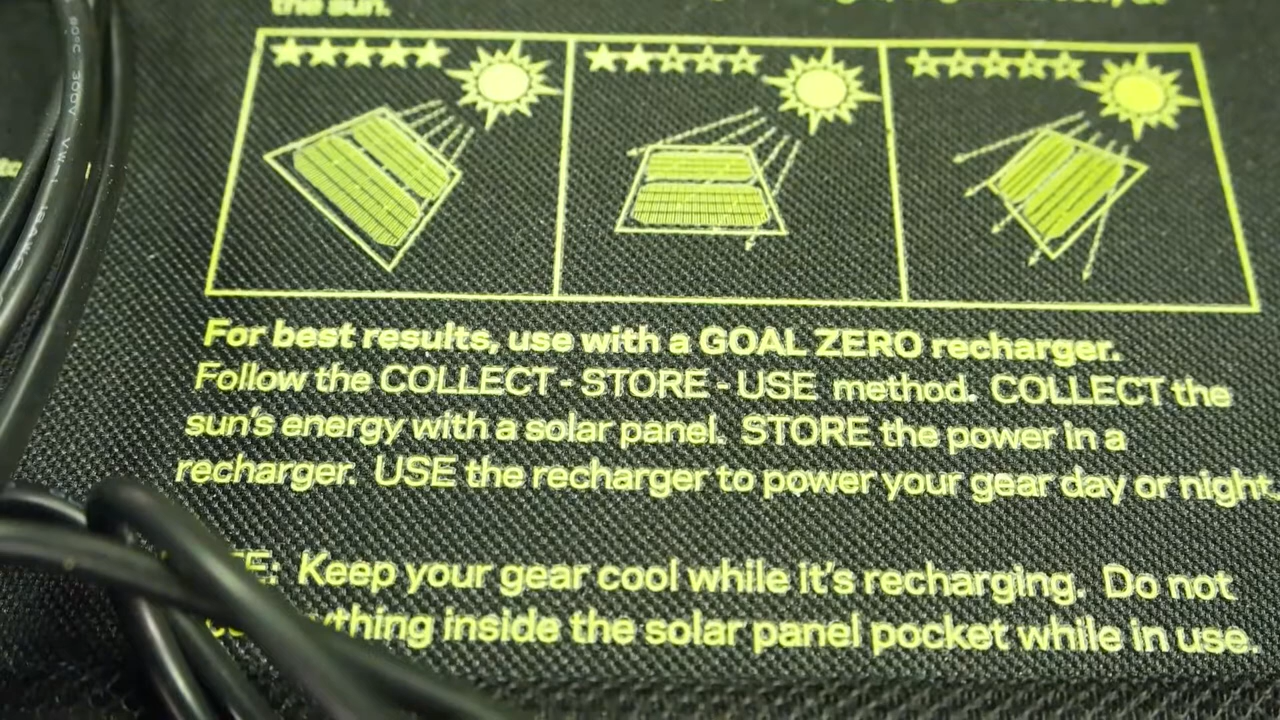 the sun.
For best results, use with a GOAL ZERO recharger.
Follow the COLLECT - STORE - USE method. COLLECT the
sun's energy with a solar panel. STORE the power in a
recharger. USE the recharger to power your gear day or night.
Keep your gear cool while it's recharging. Do not
inside the solar panel pocket while in use.